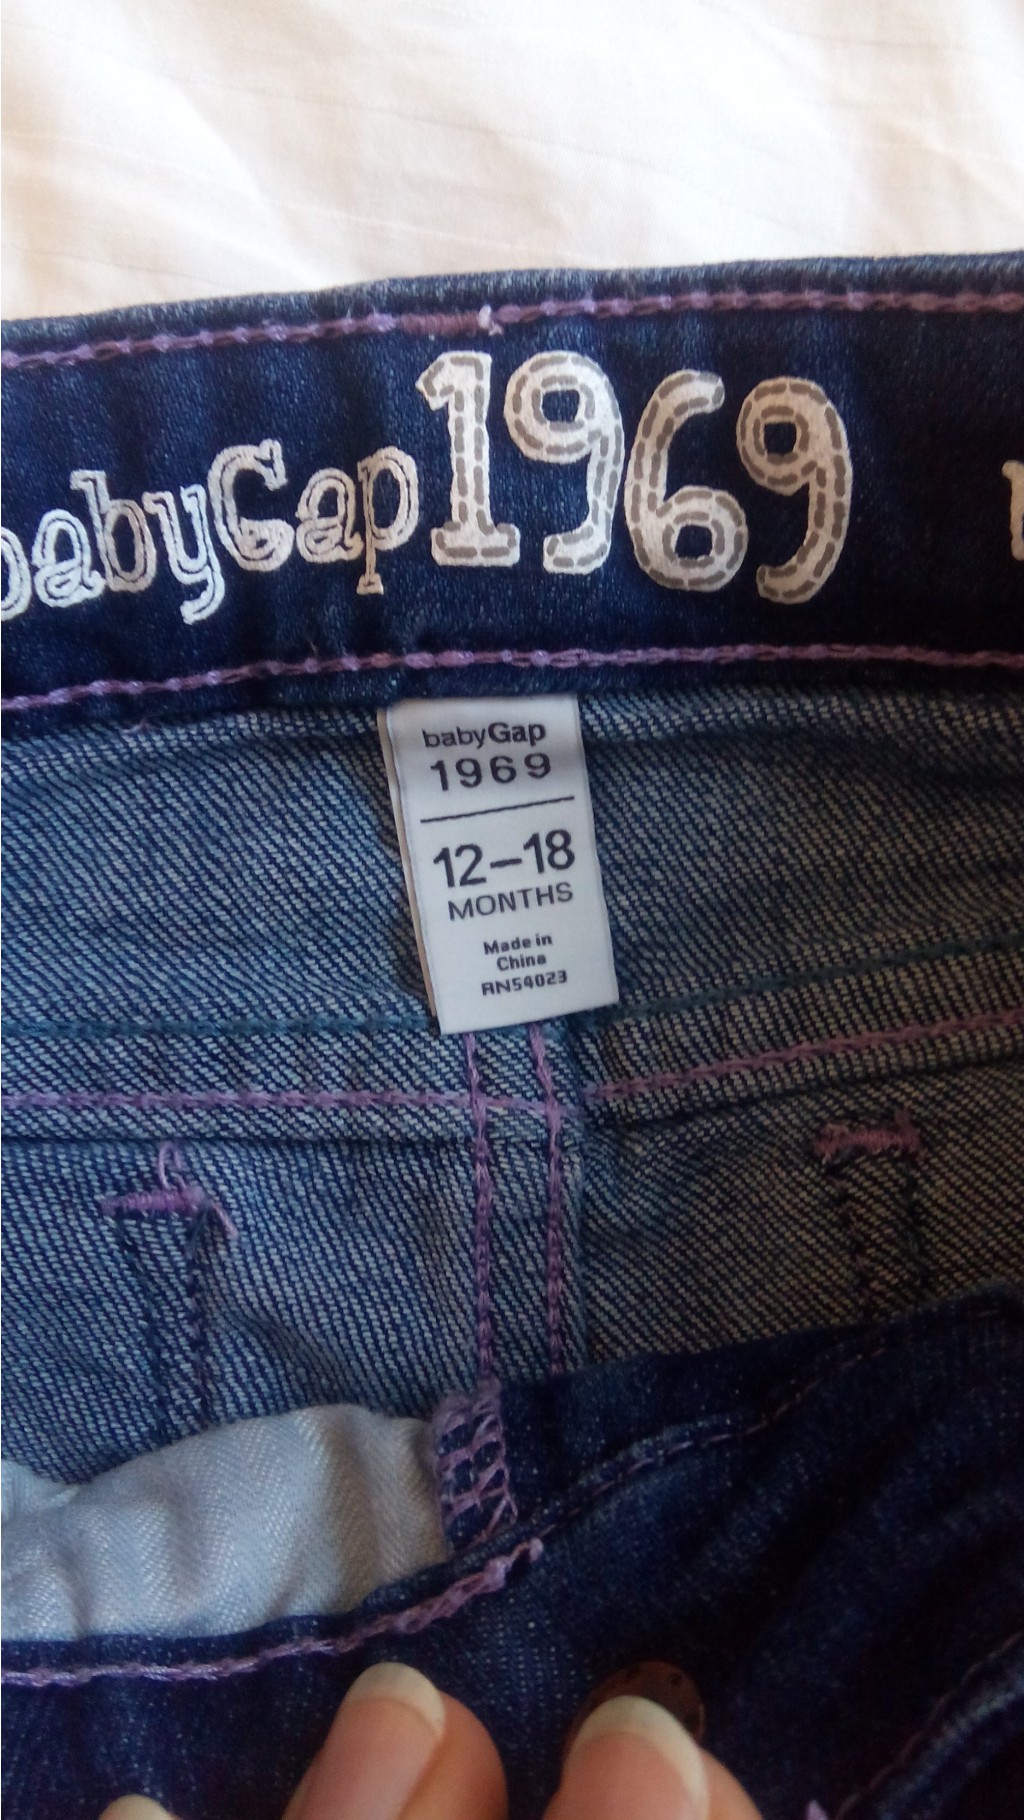 babyGap 1969
babyGap
1969
12–18
MONTHS
Made in
China
RN54023